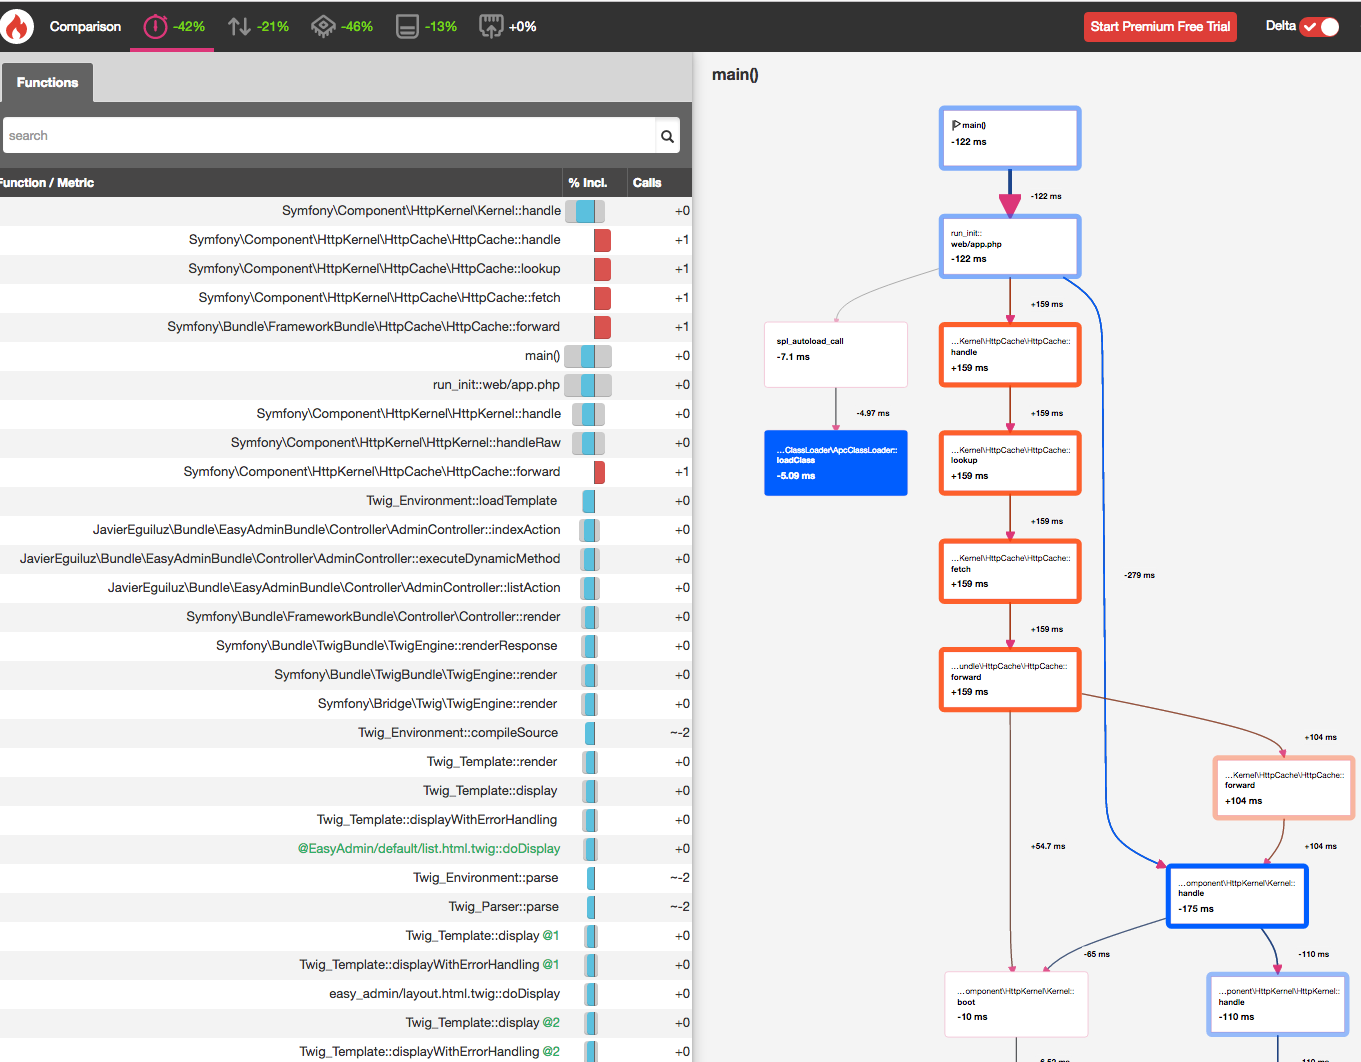 Comparison
-42%
-21%
-46%
-13%
+0%
Start Premium Free Trial
Delta
Functions
search
Function / Metric
% Incl.
Calls
Symfony\Component\HttpKernel\Kernel::handle +0
Symfony\Component\HttpKernel\HttpCache\HttpCache::handle +1
Symfony\Component\HttpKernel\HttpCache\HttpCache::lookup +1
Symfony\Component\HttpKernel\HttpCache\HttpCache::fetch +1
Symfony\Bundle\FrameworkBundle\HttpCache\HttpCache::forward +1
main() +0
run_init::web/app.php +0
Symfony\Component\HttpKernel\HttpKernel::handle +0
Symfony\Component\HttpKernel\HttpKernel::handleRaw +0
Symfony\Component\HttpKernel\HttpCache\HttpCache::forward +1
Twig_Environment::loadTemplate +0
JavierEguiluz\Bundle\EasyAdminBundle\Controller\AdminController::indexAction +0
JavierEguiluz\Bundle\EasyAdminBundle\Controller\AdminController::executeDynamicMethod +0
JavierEguiluz\Bundle\EasyAdminBundle\Controller\AdminController::listAction +0
Symfony\Bundle\FrameworkBundle\Controller\Controller::render +0
Symfony\Bundle\TwigBundle\TwigEngine::renderResponse +0
Symfony\Bundle\TwigBundle\TwigEngine::render +0
Symfony\Bridge\Twig\TwigEngine::render +0
Twig_Environment::compileSource ~-2
Twig_Template::render +0
Twig_Template::display +0
Twig_Template::displayWithErrorHandling +0
@EasyAdmin/default/list.html.twig::doDisplay +0
Twig_Environment::parse ~-2
Twig_Parser::parse ~-2
Twig_Template::display @1 +0
Twig_Template::displayWithErrorHandling @1 +0
easy_admin/layout.html.twig::doDisplay +0
Twig_Template::display @2 +0
Twig_Template::displayWithErrorHandling @2 +0
main()
main()
-122 ms
-122 ms
run_init::
web/app.php
-122 ms
+159 ms
spl_autoload_call
-7.1 ms
...Kernel\HttpCache\HttpCache::
handle
+159 ms
-4.97 ms
+159 ms
...ClassLoader\ApcClassLoader::
loadClass
-5.09 ms
...Kernel\HttpCache\HttpCache::
lookup
+159 ms
+159 ms
...Kernel\HttpCache\HttpCache::
fetch
+159 ms
-279 ms
+159 ms
...undle\HttpCache\HttpCache::
forward
+159 ms
+104 ms
...Kernel\HttpCache\HttpCache::
forward
+104 ms
+54.7 ms
+104 ms
...omponent\HttpKernel\Kernel::
handle
-175 ms
-65 ms
-110 ms
...omponent\HttpKernel\Kernel::
boot
-10 ms
...ponent\HttpKernel\HttpKernel::
handle
-110 ms